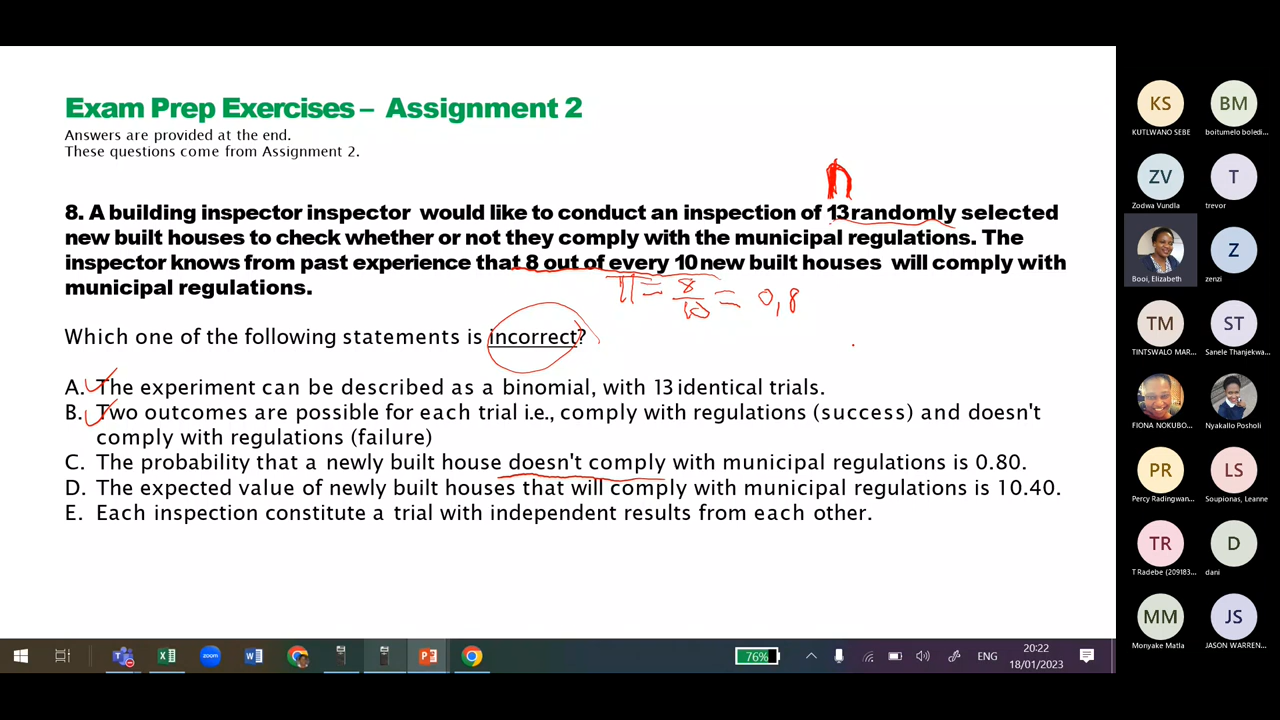 Exam Prep Exercises – Assignment 2
Answers are provided at the end.
These questions come from Assignment 2.
n
8. A building inspector inspector would like to conduct an inspection of 13 randomly selected
new built houses to check whether or not they comply with the municipal regulations. The
inspector knows from past experience that 8 out of every 10 new built houses will comply with
municipal regulations.
π = 8/10 = 0,8
Which one of the following statements is incorrect?
A. The experiment can be described as a binomial, with 13 identical trials.
B. Two outcomes are possible for each trial i.e., comply with regulations (success) and doesn't
comply with regulations (failure)
C. The probability that a newly built house doesn't comply with municipal regulations is 0.80.
D. The expected value of newly built houses that will comply with municipal regulations is 10.40.
E. Each inspection constitute a trial with independent results from each other.
KS BM
KUTLWANO SEBE boitumelo boledi...
ZV T
Zodwa Vundla trevor
Z
Booi, Elizabeth zenzi
TM ST
TINTSWALO MAR... Sanele Thanjekwa...
FIONA NOKUBO... Nyakallo Posholi
PR LS
Percy Radingwan... Soupionas, Leanne
TR D
T Radebe (209183... dani
MM JS
Monyake Matla JASON WARREN...
zoom
76%
ENG
20:22
18/01/2023